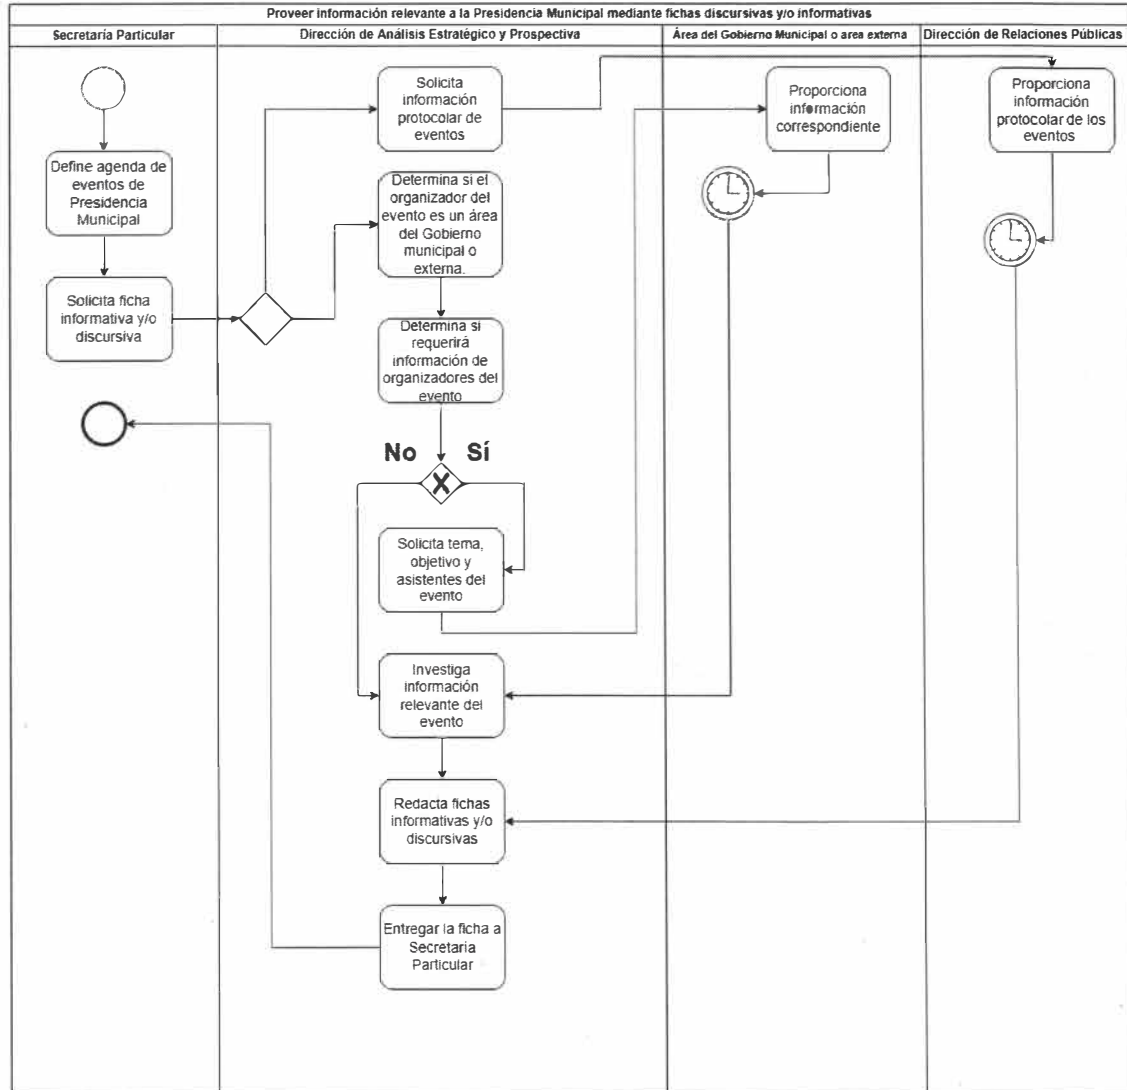 Proveer información relevante a la Presidencia Municipal mediante fichas discursivas y/o informativas
Secretaría Particular
Dirección de Análisis Estratégico y Prospectiva
Área del Gobierno Municipal o area externa
Dirección de Relaciones Públicas
Define agenda de
eventos de
Presidencia
Municipal
Solicita ficha
informativa y/o
discursiva
Solicita
información
protocolar de
eventos
Determina si el
organizador del
evento es un área
del Gobierno
municipal o
externa.
Determina si
requerirá
información de
organizadores del
evento
No
Sí
X
Solicita tema,
objetivo y
asistentes del
evento
Investiga
información
relevante del
evento
Redacta fichas
informativas y/o
discursivas
Entregar la ficha a
Secretaria
Particular
Proporciona
información
correspondiente
Proporciona
información
protocolar de los
eventos